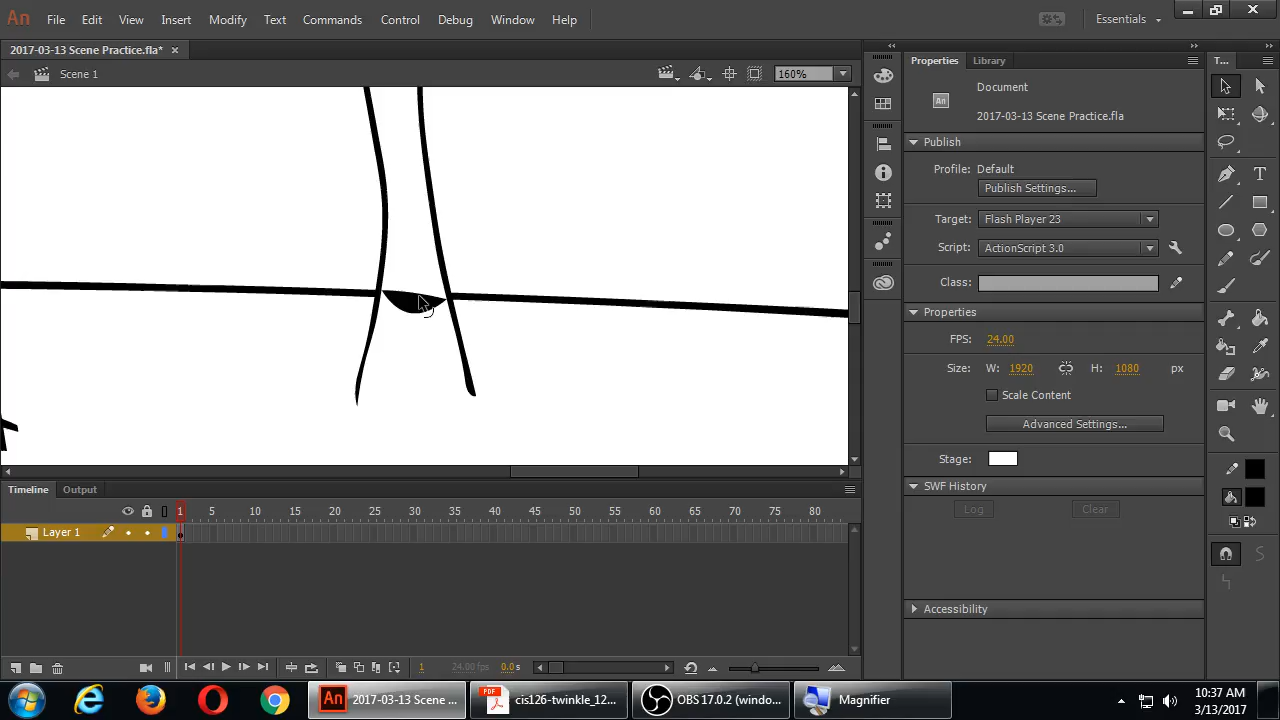 An File Edit View Insert Modify Text Commands Control Debug Window Help Essentials
2017-03-13 Scene Practice.fla* ×
Scene 1 160%
Properties Library T...
Document
An 2017-03-13 Scene Practice.fla
Publish
Profile: Default
Publish Settings...
Target: Flash Player 23
Script: ActionScript 3.0
Class:
Properties
FPS: 24.00
Size: W: 1920 H: 1080 px
Scale Content
Advanced Settings...
Stage:
SWF History
Log Clear
Accessibility
Timeline Output
1 5 10 15 20 25 30 35 40 45 50 55 60 65 70 75 80
Layer 1
1 24.00 fps 0.0 s
An 2017-03-13 Scene ... PDF cis126-twinkle_12... OBS 17.0.2 (windo... Magnifier
10:37 AM
3/13/2017